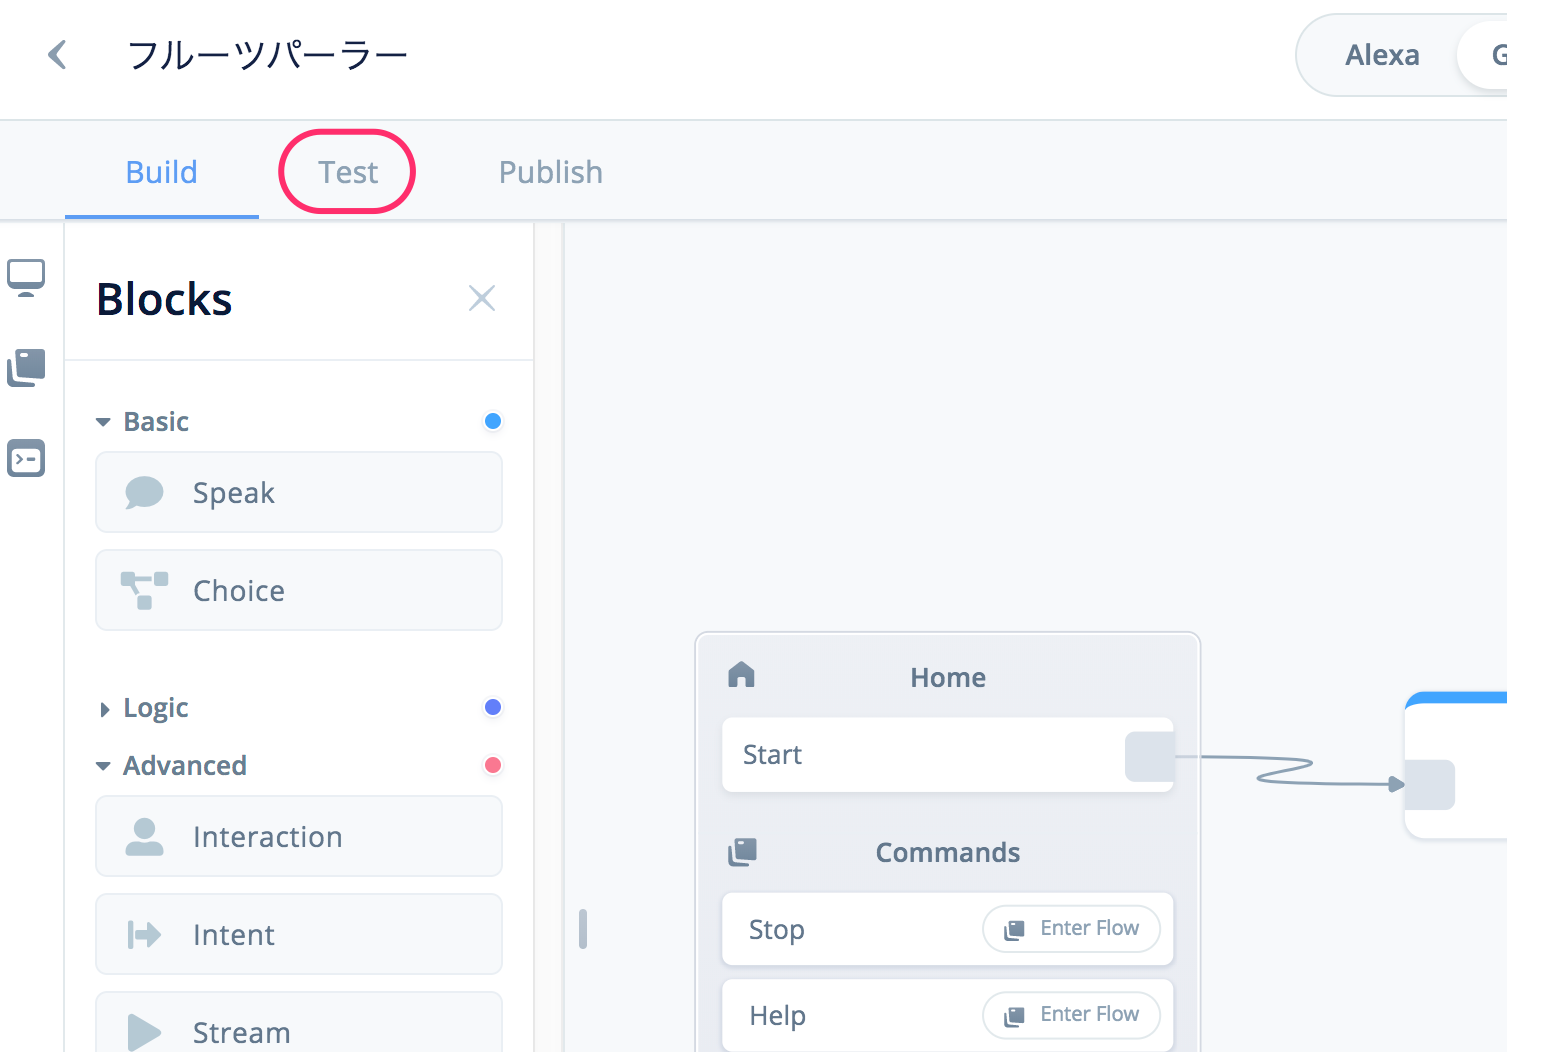 フルーツパーラー
Alexa
Build
Test
Publish
Blocks
Basic
Speak
Choice
Logic
Advanced
Interaction
Intent
Stream
Home
Start
Commands
Stop
Enter Flow
Help
Enter Flow